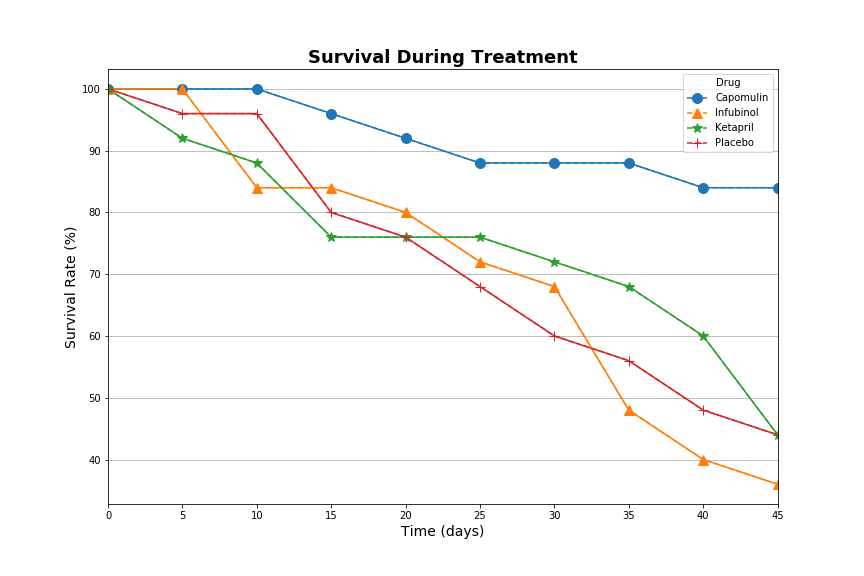 Survival During Treatment
Drug
Capomulin
Infubinol
Ketapril
Placebo
Survival Rate (%)
100
90
80
70
60
50
40
0 5 10 15 20 25 30 35 40 45
Time (days)